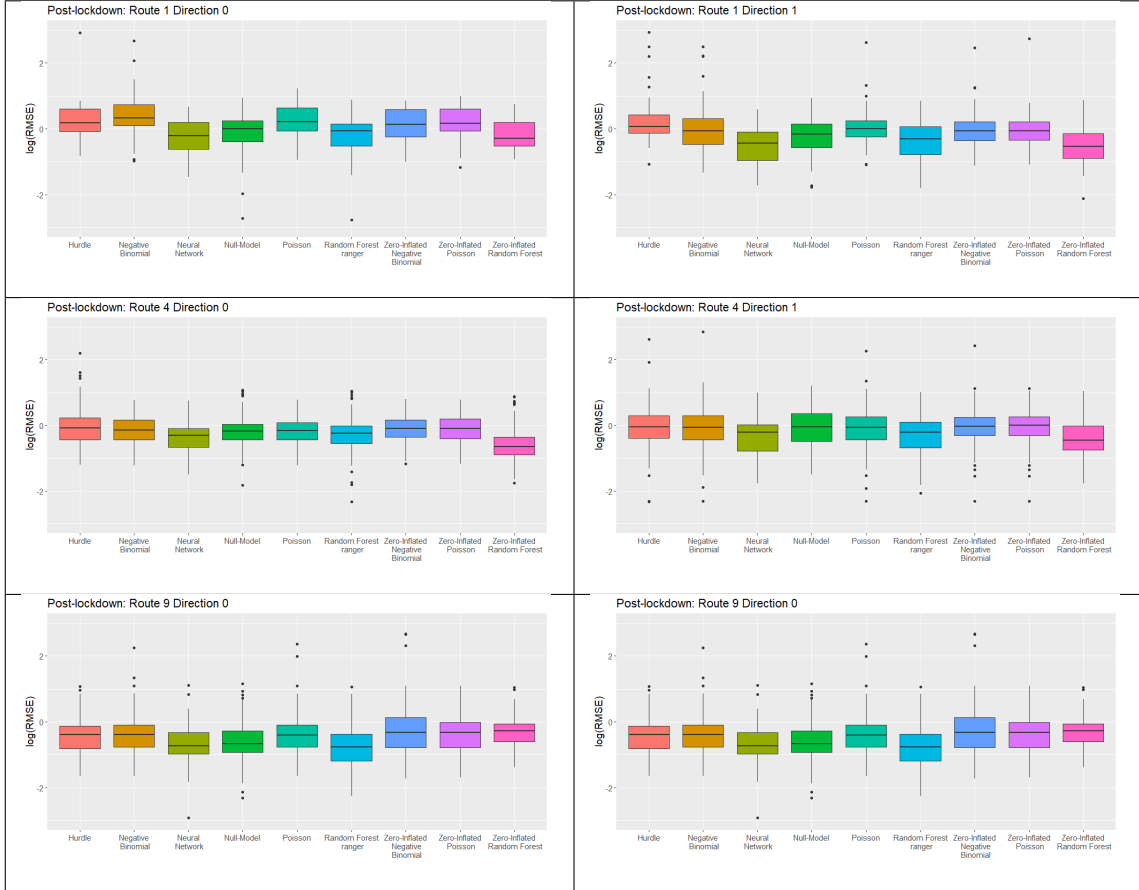 Post-lockdown: Route 1 Direction 0
log(RMSE)
2
0
-2
Hurdle
Negative
Binomial
Neural
Network
Null-Model
Poisson
Random Forest
ranger
Zero-Inflated
Negative
Binomial
Zero-Inflated
Poisson
Zero-Inflated
Random Forest
Post-lockdown: Route 1 Direction 1
log(RMSE)
2
0
-2
Hurdle
Negative
Binomial
Neural
Network
Null-Model
Poisson
Random Forest
ranger
Zero-Inflated
Negative
Binomial
Zero-Inflated
Poisson
Zero-Inflated
Random Forest
Post-lockdown: Route 4 Direction 0
log(RMSE)
2
0
-2
Hurdle
Negative
Binomial
Neural
Network
Null-Model
Poisson
Random Forest
ranger
Zero-Inflated
Negative
Binomial
Zero-Inflated
Poisson
Zero-Inflated
Random Forest
Post-lockdown: Route 4 Direction 1
log(RMSE)
2
0
-2
Hurdle
Negative
Binomial
Neural
Network
Null-Model
Poisson
Random Forest
ranger
Zero-Inflated
Negative
Binomial
Zero-Inflated
Poisson
Zero-Inflated
Random Forest
Post-lockdown: Route 9 Direction 0
log(RMSE)
2
0
-2
Hurdle
Negative
Binomial
Neural
Network
Null-Model
Poisson
Random Forest
ranger
Zero-Inflated
Negative
Binomial
Zero-Inflated
Poisson
Zero-Inflated
Random Forest
Post-lockdown: Route 9 Direction 0
log(RMSE)
2
0
-2
Hurdle
Negative
Binomial
Neural
Network
Null-Model
Poisson
Random Forest
ranger
Zero-Inflated
Negative
Binomial
Zero-Inflated
Poisson
Zero-Inflated
Random Forest